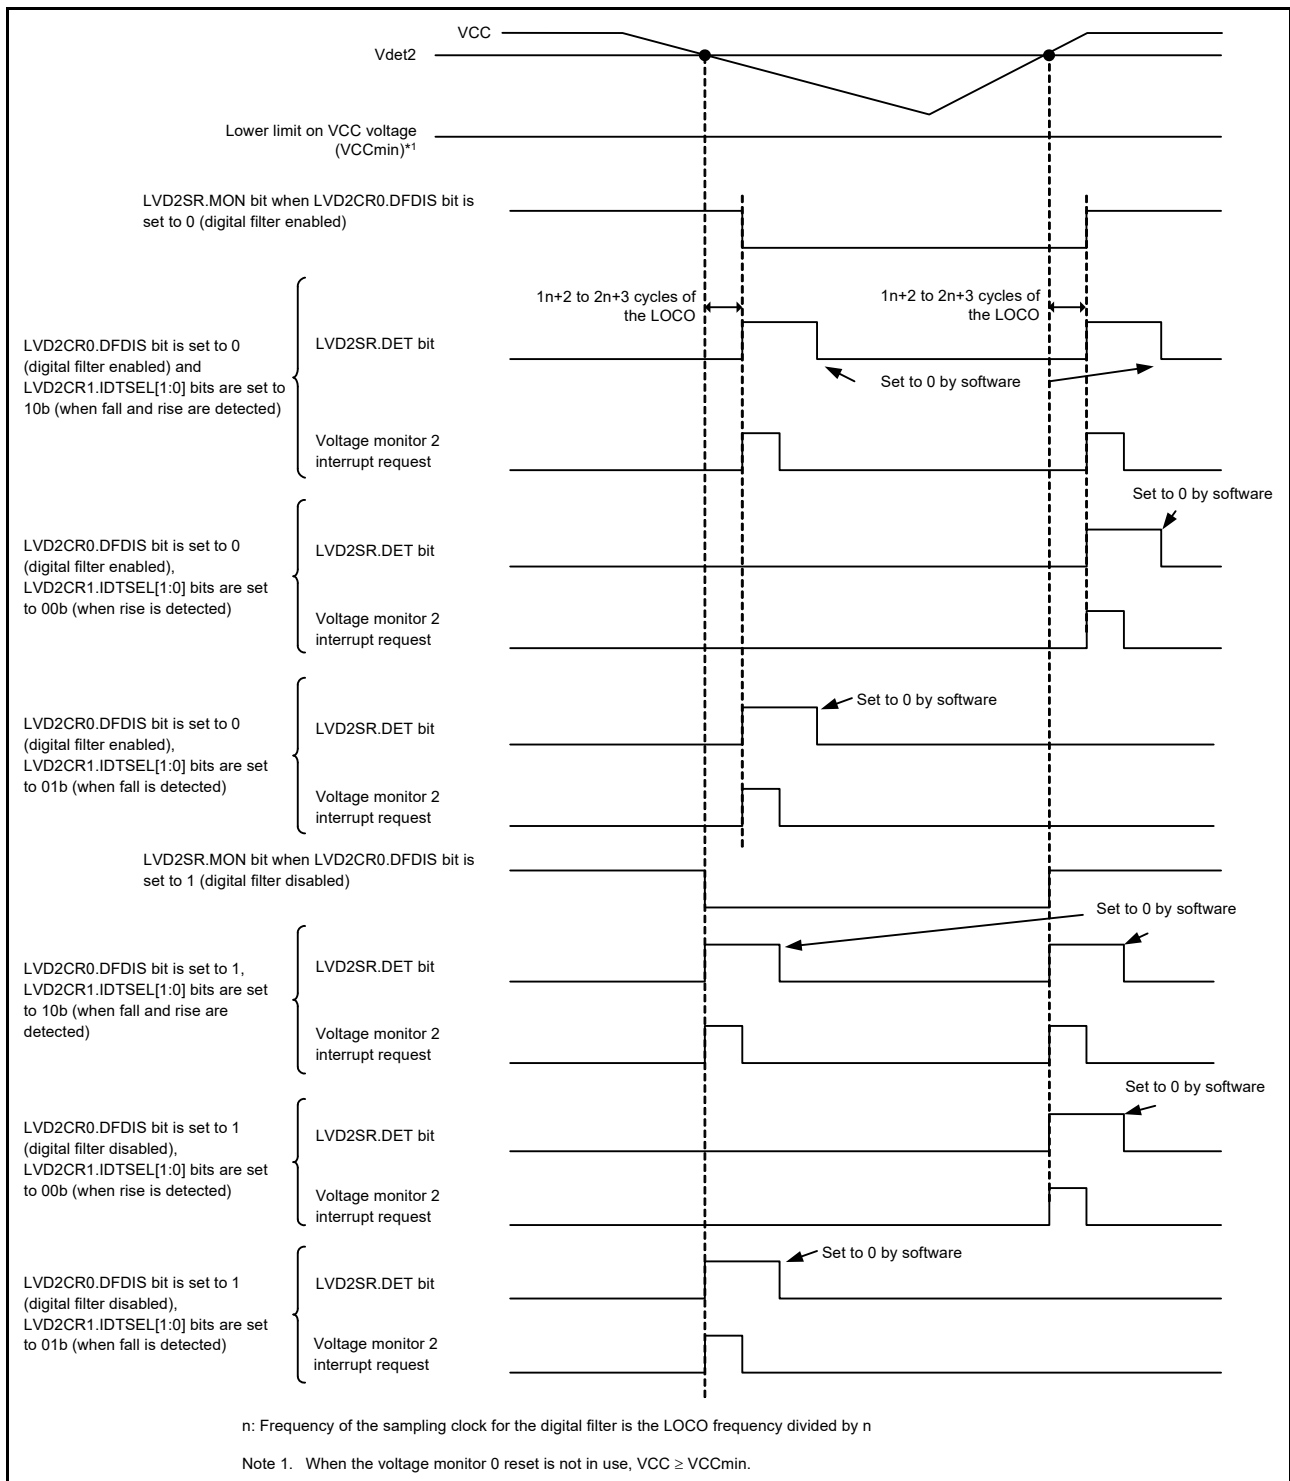 VCC
Vdet2
Lower limit on VCC voltage
(VCCmin)*1
LVD2SR.MON bit when LVD2CR0.DFDIS bit is
set to 0 (digital filter enabled)
LVD2CR0.DFDIS bit is set to 0
(digital filter enabled) and
LVD2CR1.IDTSEL[1:0] bits are set to
10b (when fall and rise are detected)
1n+2 to 2n+3 cycles of
the LOCO
1n+2 to 2n+3 cycles of
the LOCO
LVD2SR.DET bit
Set to 0 by software
Voltage monitor 2
interrupt request
Set to 0 by software
LVD2CR0.DFDIS bit is set to 0
(digital filter enabled),
LVD2CR1.IDTSEL[1:0] bits are set
to 00b (when rise is detected)
LVD2SR.DET bit
Voltage monitor 2
interrupt request
LVD2CR0.DFDIS bit is set to 0
(digital filter enabled),
LVD2CR1.IDTSEL[1:0] bits are set
to 01b (when fall is detected)
LVD2SR.DET bit
Set to 0 by software
Voltage monitor 2
interrupt request
LVD2SR.MON bit when LVD2CR0.DFDIS bit is
set to 1 (digital filter disabled)
Set to 0 by software
LVD2CR0.DFDIS bit is set to 1,
LVD2CR1.IDTSEL[1:0] bits are set
to 10b (when fall and rise are
detected)
LVD2SR.DET bit
Voltage monitor 2
interrupt request
Set to 0 by software
LVD2CR0.DFDIS bit is set to 1
(digital filter disabled),
LVD2CR1.IDTSEL[1:0] bits are set
to 00b (when rise is detected)
LVD2SR.DET bit
Voltage monitor 2
interrupt request
LVD2CR0.DFDIS bit is set to 1
(digital filter disabled),
LVD2CR1.IDTSEL[1:0] bits are set
to 01b (when fall is detected)
LVD2SR.DET bit
Set to 0 by software
Voltage monitor 2
interrupt request
n: Frequency of the sampling clock for the digital filter is the LOCO frequency divided by n
Note 1. When the voltage monitor 0 reset is not in use, VCC ≥ VCCmin.